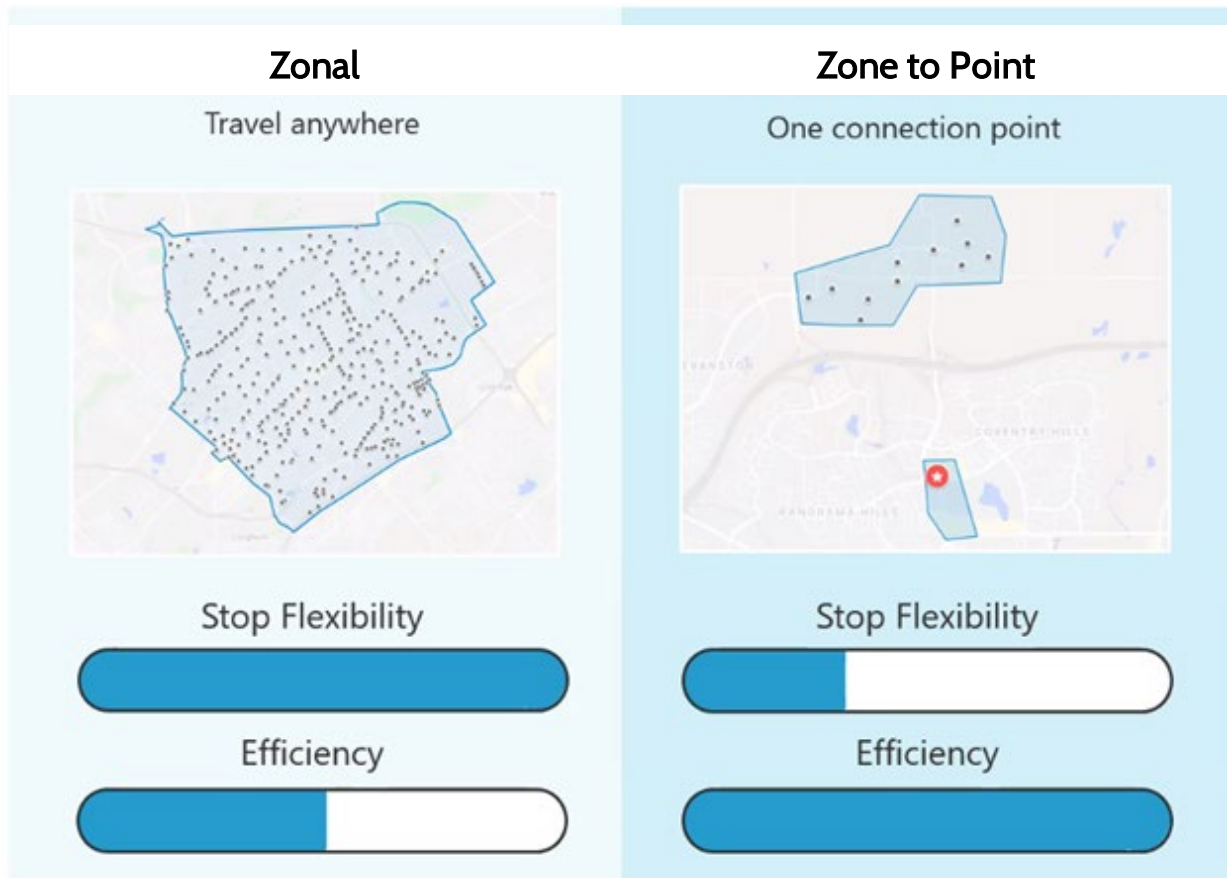 Zonal
Travel anywhere
Stop Flexibility
Efficiency
Zone to Point
One connection point
EVANSTON
COVENTRY HILLS
PANORAMA HILLS
Stop Flexibility
Efficiency